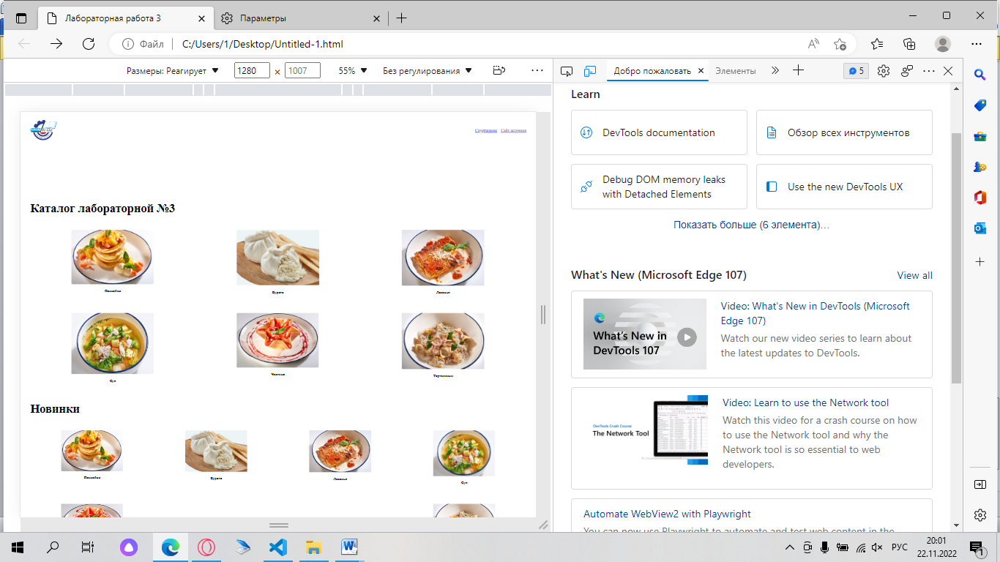 Лабораторная работа 3
Параметры
Файл
C:/Users/1/Desktop/Untitled-1.html
Размеры: Реагирует
1280 × 1007
55%
Без регулирования
Добро пожаловать
Элементы
5
Содержание
Сайт источник
Каталог лабораторной №3
Панкейки
Буррата
Лазанья
Суп
Тортеллини
Новинки
Панкейки
Буррата
Лазанья
Суп
Learn
DevTools documentation
Обзор всех инструментов
Debug DOM memory leaks
with Detached Elements
Use the new DevTools UX
Показать больше (6 элемента)...
What's New (Microsoft Edge 107)
View all
What's New in
DevTools 107
Video: What's New in DevTools (Microsoft
Edge 107)
Watch our new video series to learn about
the latest updates to DevTools.
DevTools Crash Course
The Network Tool
Video: Learn to use the Network tool
Watch this video for a crash course on how
to use the Network tool and why the
Network tool is so essential to web
developers.
Automate WebView2 with Playwright
You can now use Playwright to automate and test web content in the
РУС
20:01
22.11.2022
1